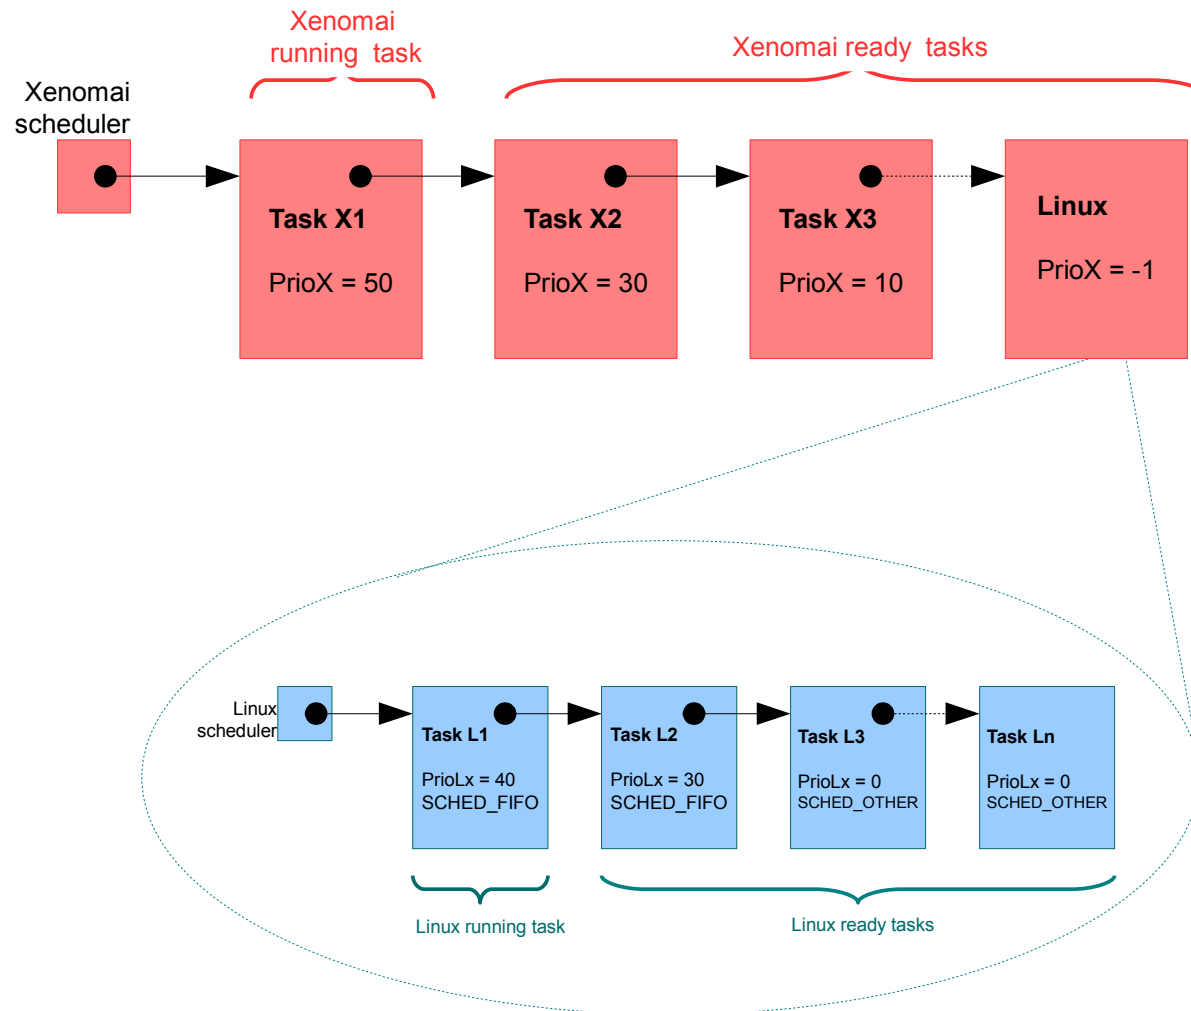 Xenomai
running task
Xenomai ready tasks
Xenomai
scheduler
Task X1
PrioX = 50
Task X2
PrioX = 30
Task X3
PrioX = 10
Linux
PrioX = -1
Linux
scheduler
Task L1
PrioLx = 40
SCHED_FIFO
Task L2
PrioLx = 30
SCHED_FIFO
Task L3
PrioLx = 0
SCHED_OTHER
Task Ln
PrioLx = 0
SCHED_OTHER
Linux running task
Linux ready tasks